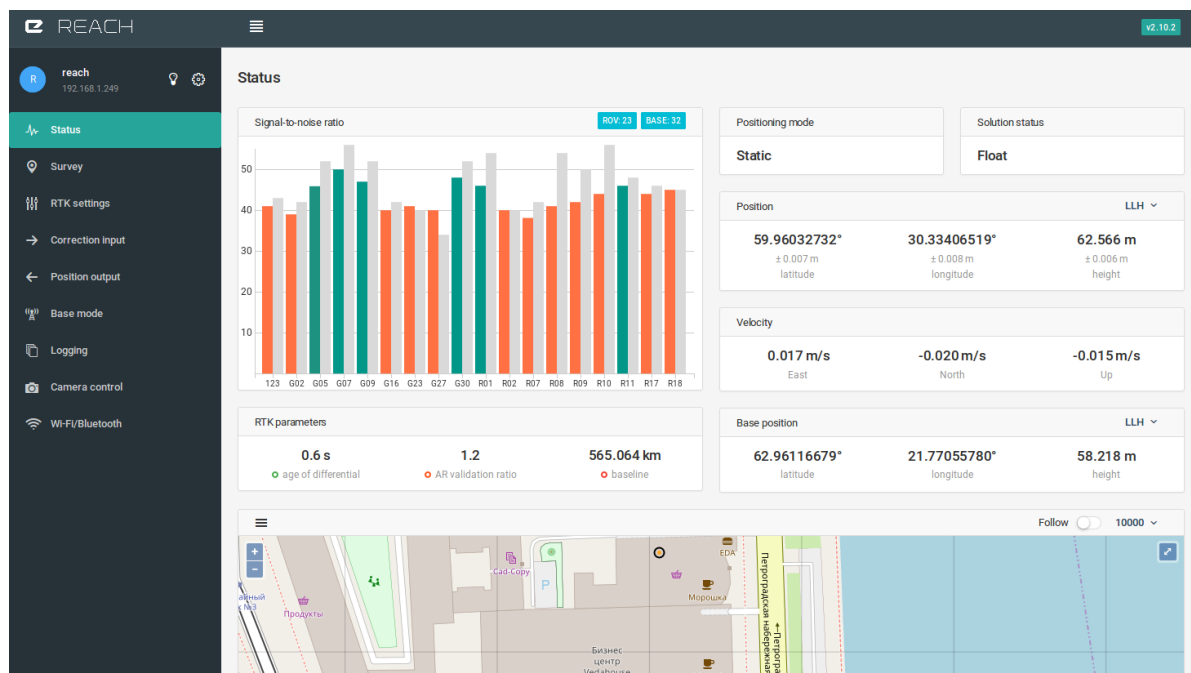 REACH
v2.10.2
R
reach
192.168.1.249
Status
Survey
RTK settings
Correction input
Position output
Base mode
Logging
Camera control
Wi-Fi/Bluetooth
Status
Signal-to-noise ratio
ROV: 23
BASE: 32
50
40
30
20
10
123 G02 G05 G07 G09 G16 G23 G27 G30 R01 R02 R07 R08 R09 R10 R11 R17 R18
Positioning mode
Static
Solution status
Float
Position
LLH
59.96032732° 30.33406519° 62.566 m
± 0.007 m ± 0.008 m ± 0.006 m
latitude longitude height
Velocity
0.017 m/s -0.020 m/s -0.015 m/s
East North Up
RTK parameters
0.6 s 1.2 565.064 km
age of differential AR validation ratio baseline
Base position
LLH
62.96116679° 21.77055780° 58.218 m
latitude longitude height
Follow
10000
+
-
Cad-Copy
P
EDA
Морошка
Продукты
№3
Бизнес
центр
Vedahouse
Петроградская набережная